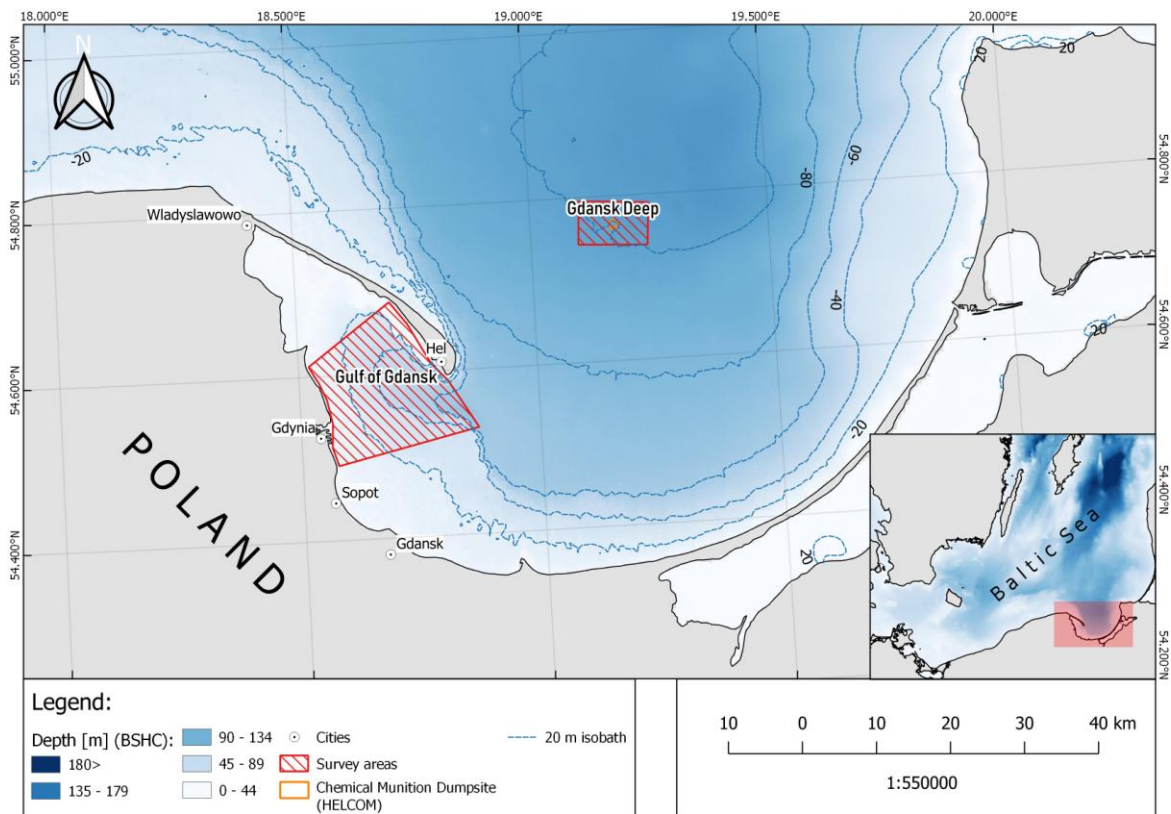 18.000°E
18.500°E
19.000°E
19.500°E
20.000°E
55.000°N
54.800°N
54.600°N
54.400°N
54.800°N
54.600°N
54.400°N
54.200°N
N
-20
20
20
-60
-80
-40
-20
20
20
Gdansk Deep
Wladyslawowo
Hel
Gulf of Gdansk
Gdynia
Sopot
Gdansk
POLAND
Baltic Sea
Legend:
Depth [m] (BSHC):
180>
135 - 179
90 - 134
45 - 89
0 - 44
Cities
Survey areas
Chemical Munition Dumpsite
(HELCOM)
20 m isobath
10 0 10 20 30 40 km
1:550000